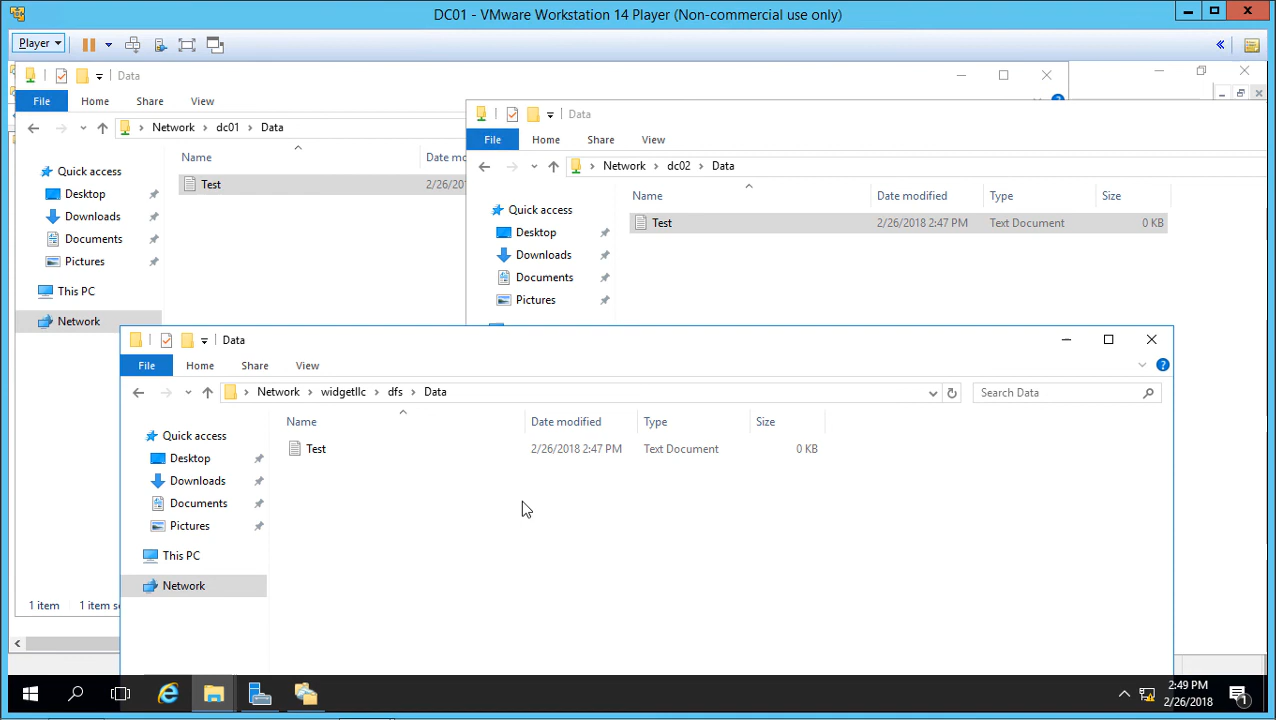 DC01 - VMware Workstation 14 Player (Non-commercial use only)
Player
Data
File Home Share View
Network dc01 Data
Name Date mo
Test 2/26/201
Quick access
Desktop
Downloads
Documents
Pictures
This PC
Network
1 item 1 item se
Data
File Home Share View
Network dc02 Data
Name Date modified Type Size
Test 2/26/2018 2:47 PM Text Document 0 KB
Quick access
Desktop
Downloads
Documents
Pictures
Data
File Home Share View
Network widgetllc dfs Data
Search Data
Name Date modified Type Size
Test 2/26/2018 2:47 PM Text Document 0 KB
Quick access
Desktop
Downloads
Documents
Pictures
This PC
Network
2:49 PM
2/26/2018
1